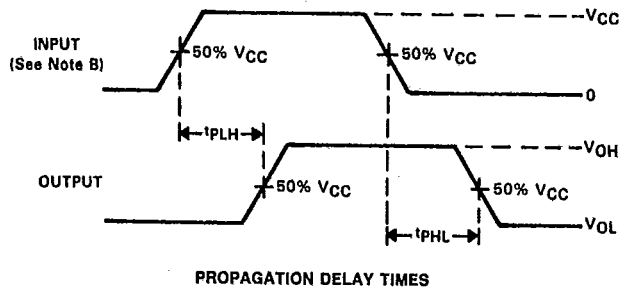 VCC
INPUT
(See Note B)
50% VCC
50% VCC
0
tPLH
VOH
OUTPUT
50% VCC
50% VCC
VOL
tPHL
PROPAGATION DELAY TIMES